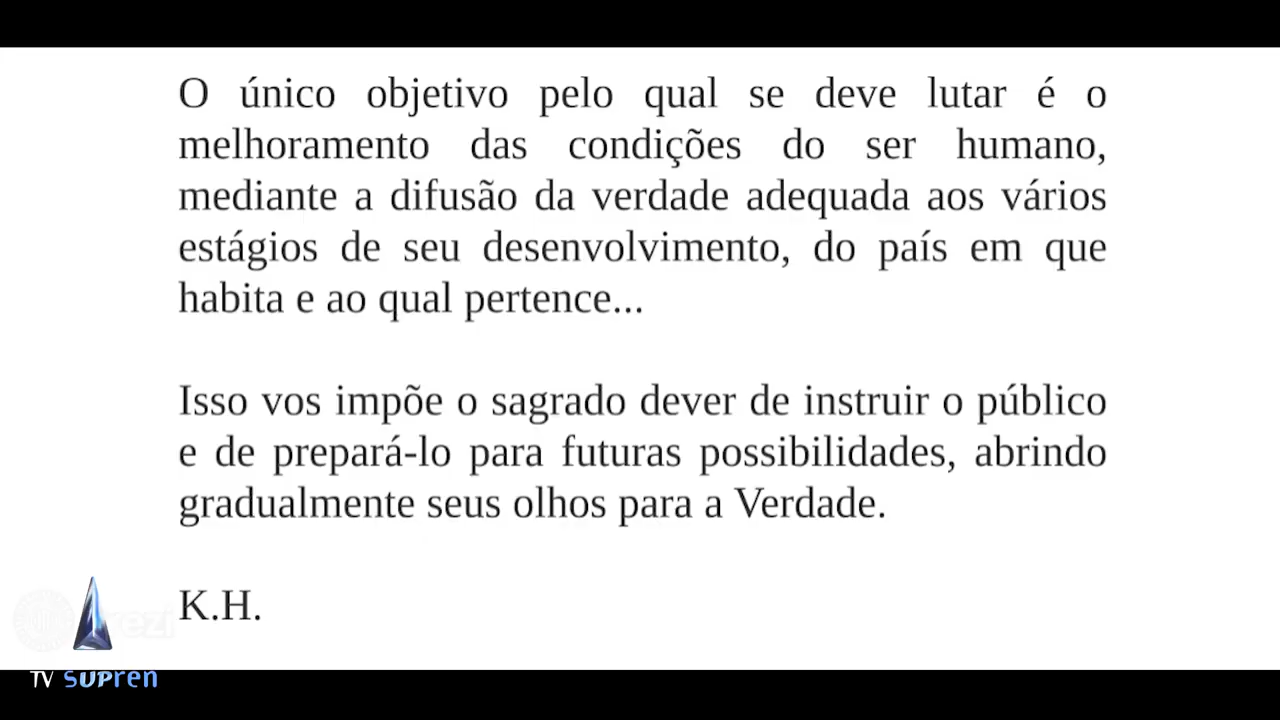 O único objetivo pelo qual se deve lutar é o
melhoramento das condições do ser humano,
mediante a difusão da verdade adequada aos vários
estágios de seu desenvolvimento, do país em que
habita e ao qual pertence...
Isso vos impõe o sagrado dever de instruir o público
e de prepará-lo para futuras possibilidades, abrindo
gradualmente seus olhos para a Verdade.
K.H.
TV SUPren